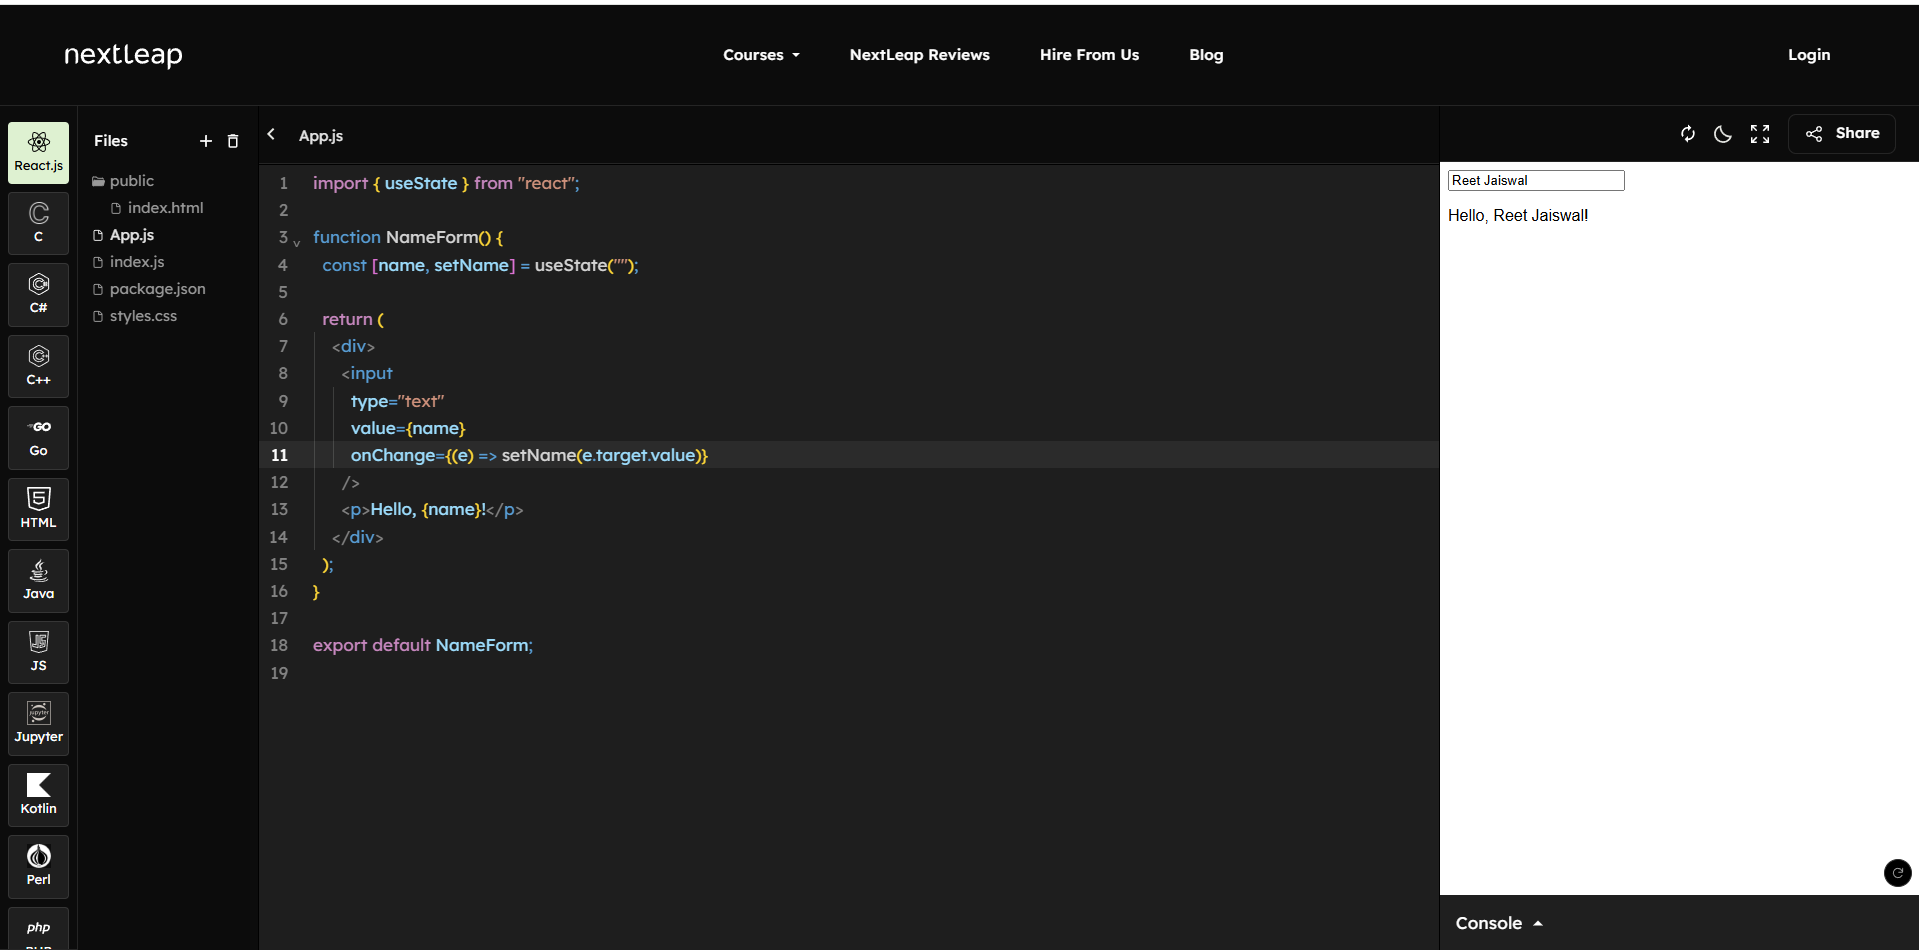 nextleap
Courses
NextLeap Reviews
Hire From Us
Blog
Login
React.js
C
C#
C++
GO
Go
HTML
Java
JS
Jupyter
Kotlin
Perl
php
Files
public
index.html
App.js
index.js
package.json
styles.css
App.js
1 import { useState } from "react";
2
3 function NameForm() {
4 const [name, setName] = useState("");
5
6 return (
7 <div>
8 <input
9 type="text"
10 value={name}
11 onChange={(e) => setName(e.target.value)}
12 />
13 <p>Hello, {name}!</p>
14 </div>
15 );
16 }
17
18 export default NameForm;
19
Share
Reet Jaiswal
Hello, Reet Jaiswal!
Console